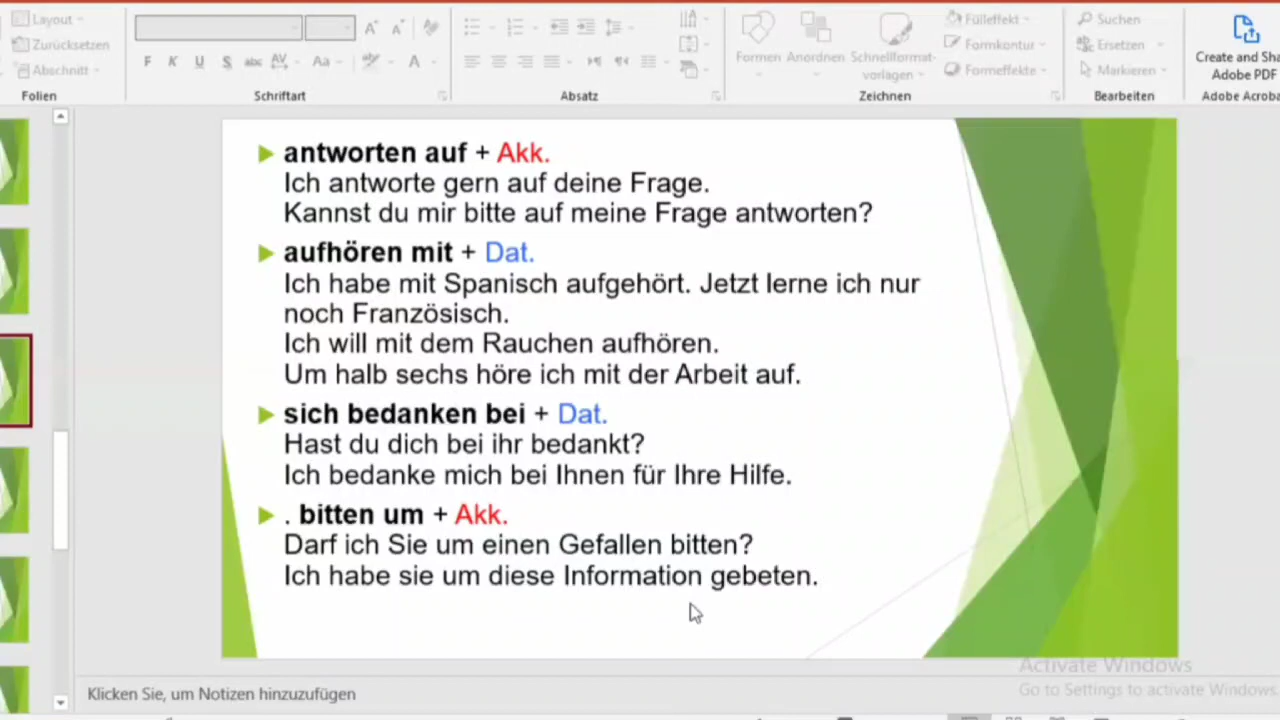 Layout
Zurücksetzen
Abschnitt
Folien
F K U S abc AV Aa A
Schriftart
Absatz
Formen Anordnen Schnellformat-
vorlagen
Fülleffekt
Formkontur
Formeffekte
Zeichnen
Suchen
Ersetzen
Markieren
Bearbeiten
Create and Sha
Adobe PDF
Adobe Acroba
antworten auf + Akk.
Ich antworte gern auf deine Frage.
Kannst du mir bitte auf meine Frage antworten?
aufhören mit + Dat.
Ich habe mit Spanisch aufgehört. Jetzt lerne ich nur
noch Französisch.
Ich will mit dem Rauchen aufhören.
Um halb sechs höre ich mit der Arbeit auf.
sich bedanken bei + Dat.
Hast du dich bei ihr bedankt?
Ich bedanke mich bei Ihnen für Ihre Hilfe.
. bitten um + Akk.
Darf ich Sie um einen Gefallen bitten?
Ich habe sie um diese Information gebeten.
Activate Windows
Go to Settings to activate Windows.
Klicken Sie, um Notizen hinzuzufügen